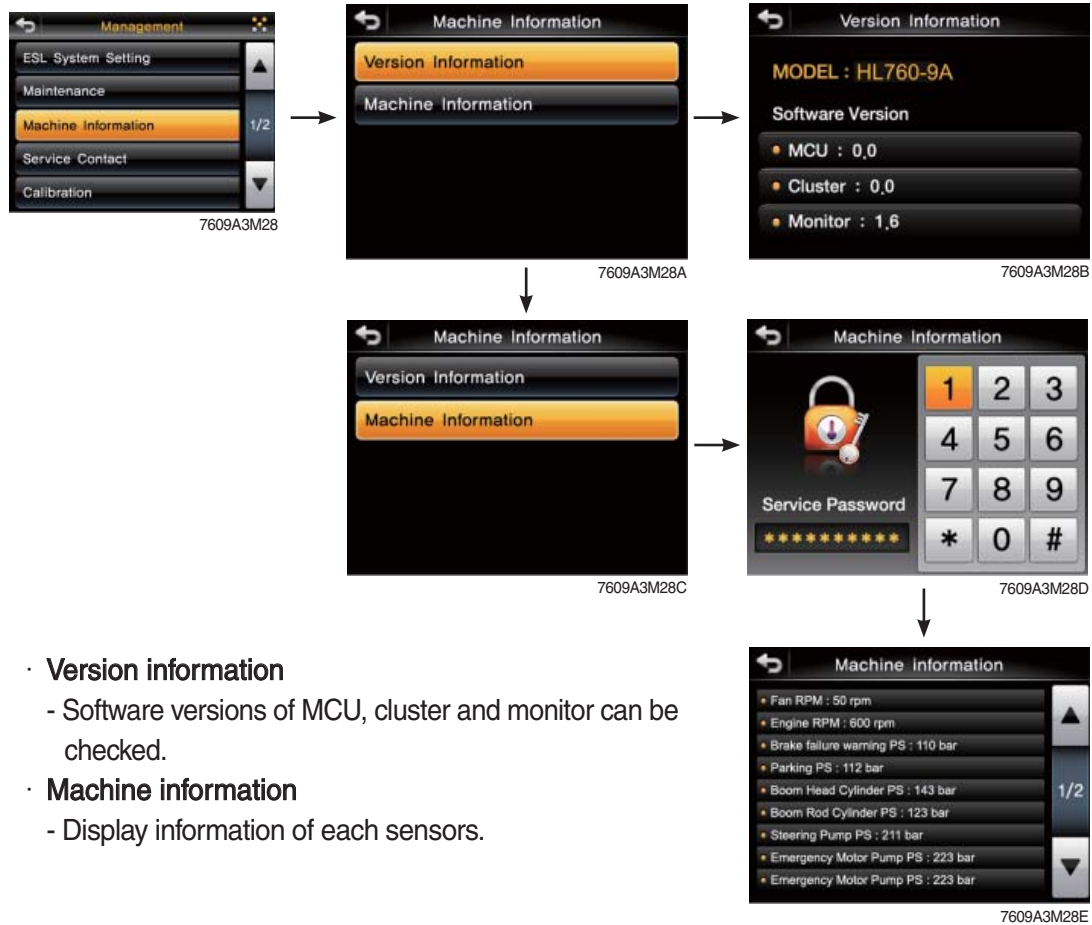 Management
ESL System Setting
Maintenance
Machine Information
Service Contact
Calibration
1/2
7609A3M28
Machine Information
Version Information
Machine Information
7609A3M28A
Version Information
MODEL : HL760-9A
Software Version
• MCU : 0.0
• Cluster : 0.0
• Monitor : 1.6
7609A3M28B
Machine Information
Version Information
Machine Information
7609A3M28C
Machine Information
Service Password
**********
1 2 3
4 5 6
7 8 9
* 0 #
7609A3M28D
· Version information
- Software versions of MCU, cluster and monitor can be
checked.
· Machine information
- Display information of each sensors.
Machine information
• Fan RPM : 50 rpm
• Engine RPM : 600 rpm
• Brake failure warning PS : 110 bar
• Parking PS : 112 bar
• Boom Head Cylinder PS : 143 bar
• Boom Rod Cylinder PS : 123 bar
• Steering Pump PS : 211 bar
• Emergency Motor Pump PS : 223 bar
• Emergency Motor Pump PS : 223 bar
1/2
7609A3M28E